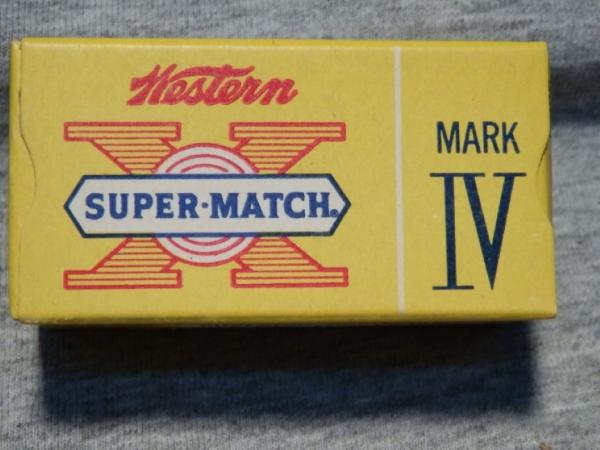 Western
X
SUPER·MATCH®
MARK
IV